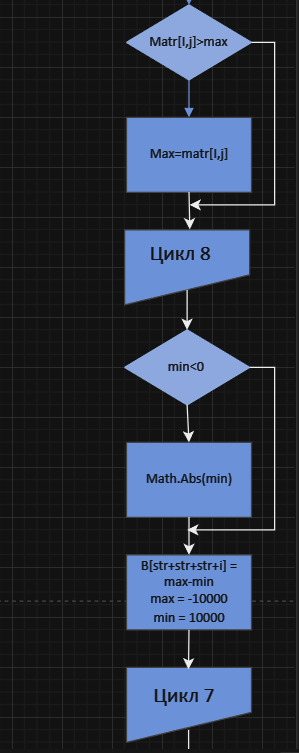 Matr[I,j]>max
Max=matr[I,j]
Цикл 8
min<0
Math.Abs(min)
B[str+str+str+i] =
max-min
max = -10000
min = 10000
Цикл 7